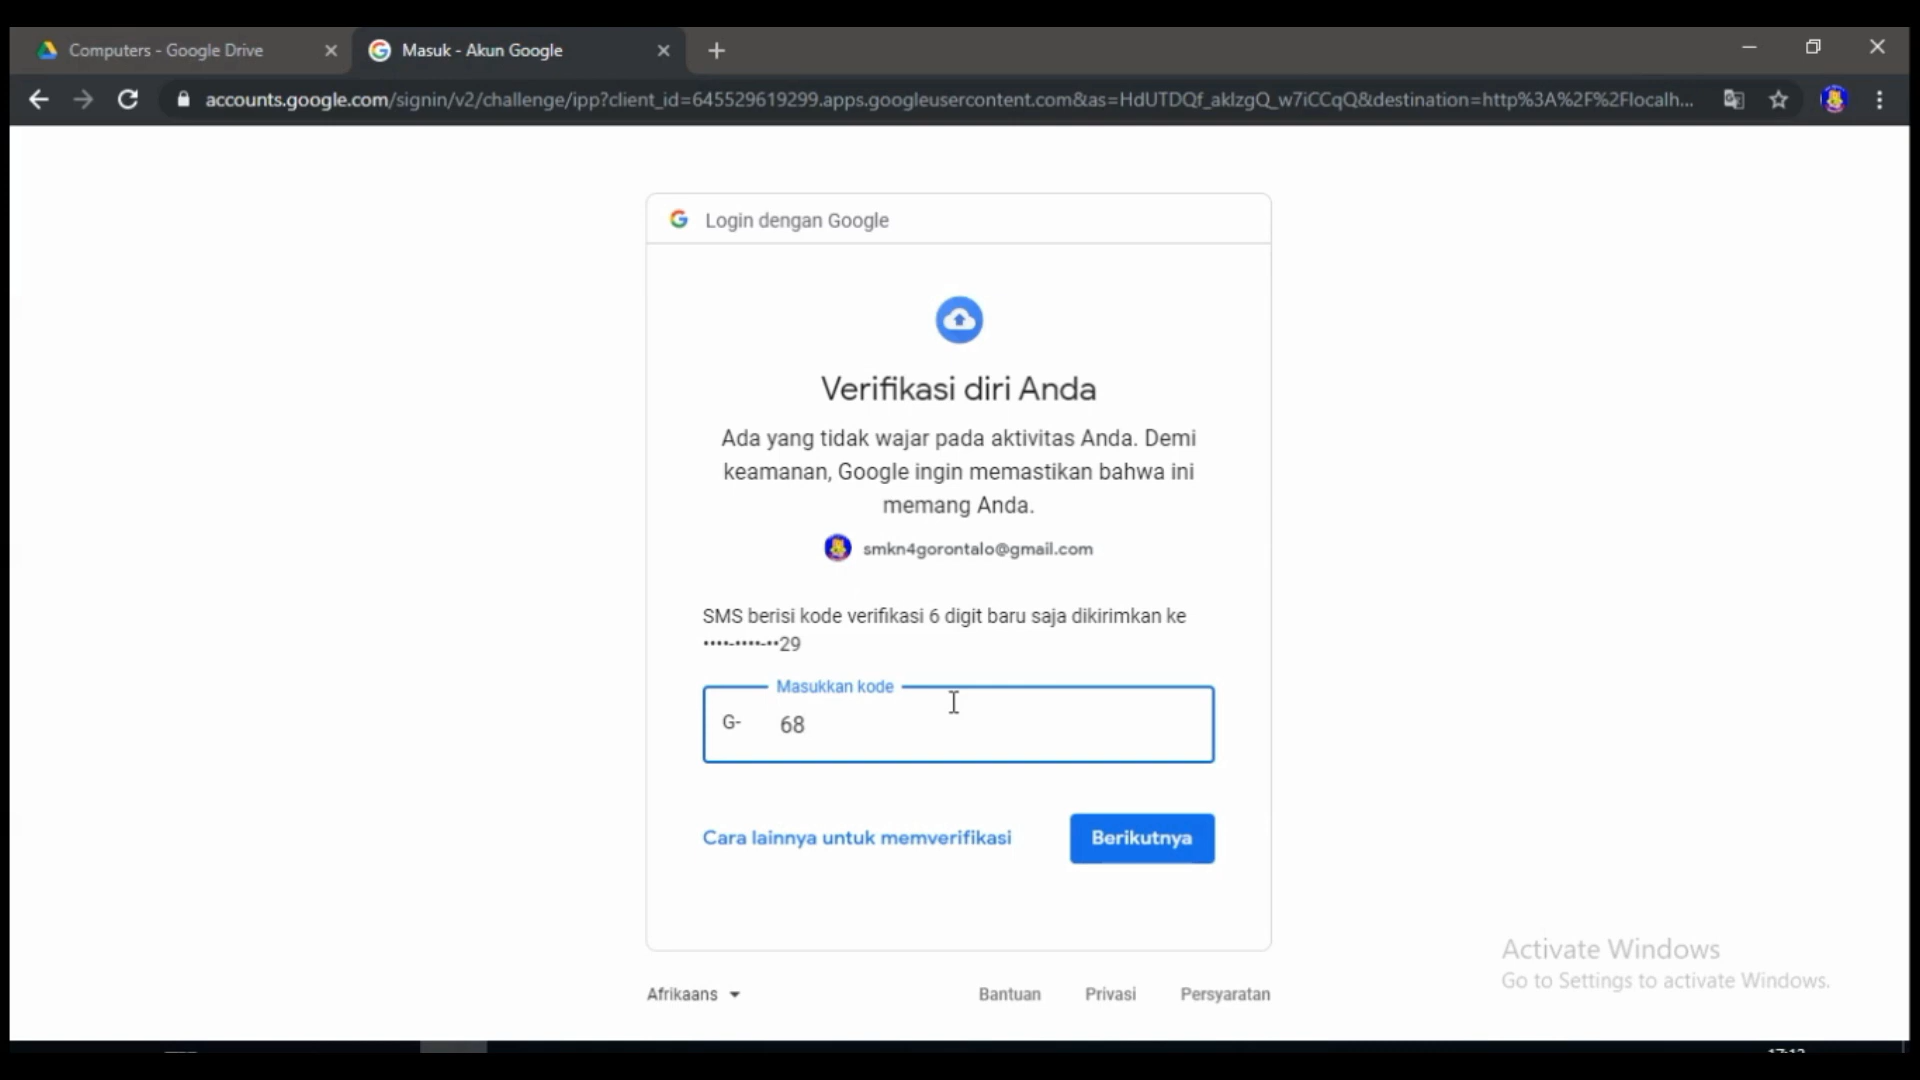 Computers - Google Drive
Masuk - Akun Google
accounts.google.com/signin/v2/challenge/ipp?client_id=645529619299.apps.googleusercontent.com&as=HdUTDQf_aklzgQ_w7iCCqQ&destination=http%3A%2F%2Flocalh...
Login dengan Google
Verifikasi diri Anda
Ada yang tidak wajar pada aktivitas Anda. Demi
keamanan, Google ingin memastikan bahwa ini
memang Anda.
smkn4gorontalo@gmail.com
SMS berisi kode verifikasi 6 digit baru saja dikirimkan ke
••••-••••-••29
Masukkan kode
G- 68
Cara lainnya untuk memverifikasi
Berikutnya
Afrikaans
Bantuan Privasi Persyaratan
Activate Windows
Go to Settings to activate Windows.